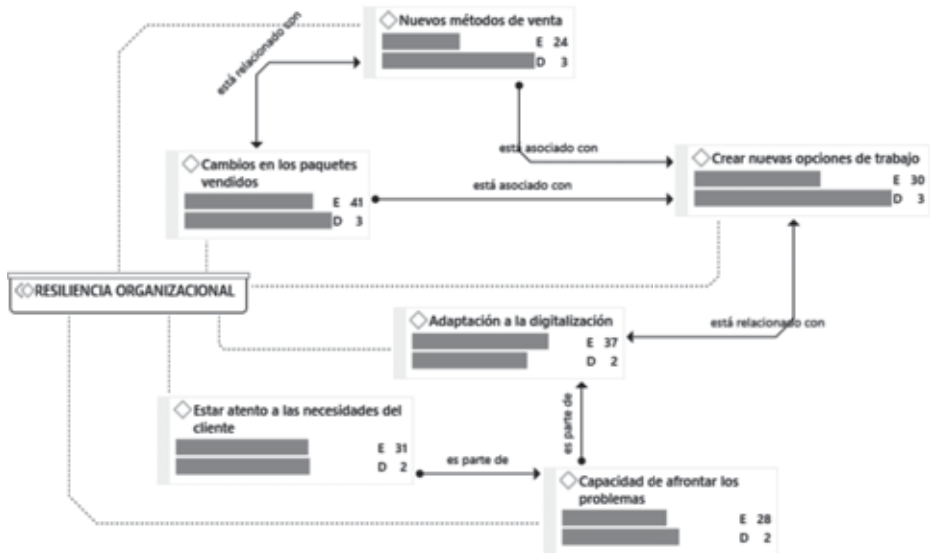 Nuevos métodos de venta
E 24
D 3
está relacionado con
está asociado con
Cambios en los paquetes
vendidos
E 41
D 3
está asociado con
Crear nuevas opciones de trabajo
E 30
D 3
RESILIENCIA ORGANIZACIONAL
Adaptación a la digitalización
E 37
D 2
está relacionado con
Estar atento a las necesidades del
cliente
E 31
D 2
es parte de
es parte de
Capacidad de afrontar los
problemas
E 28
D 2